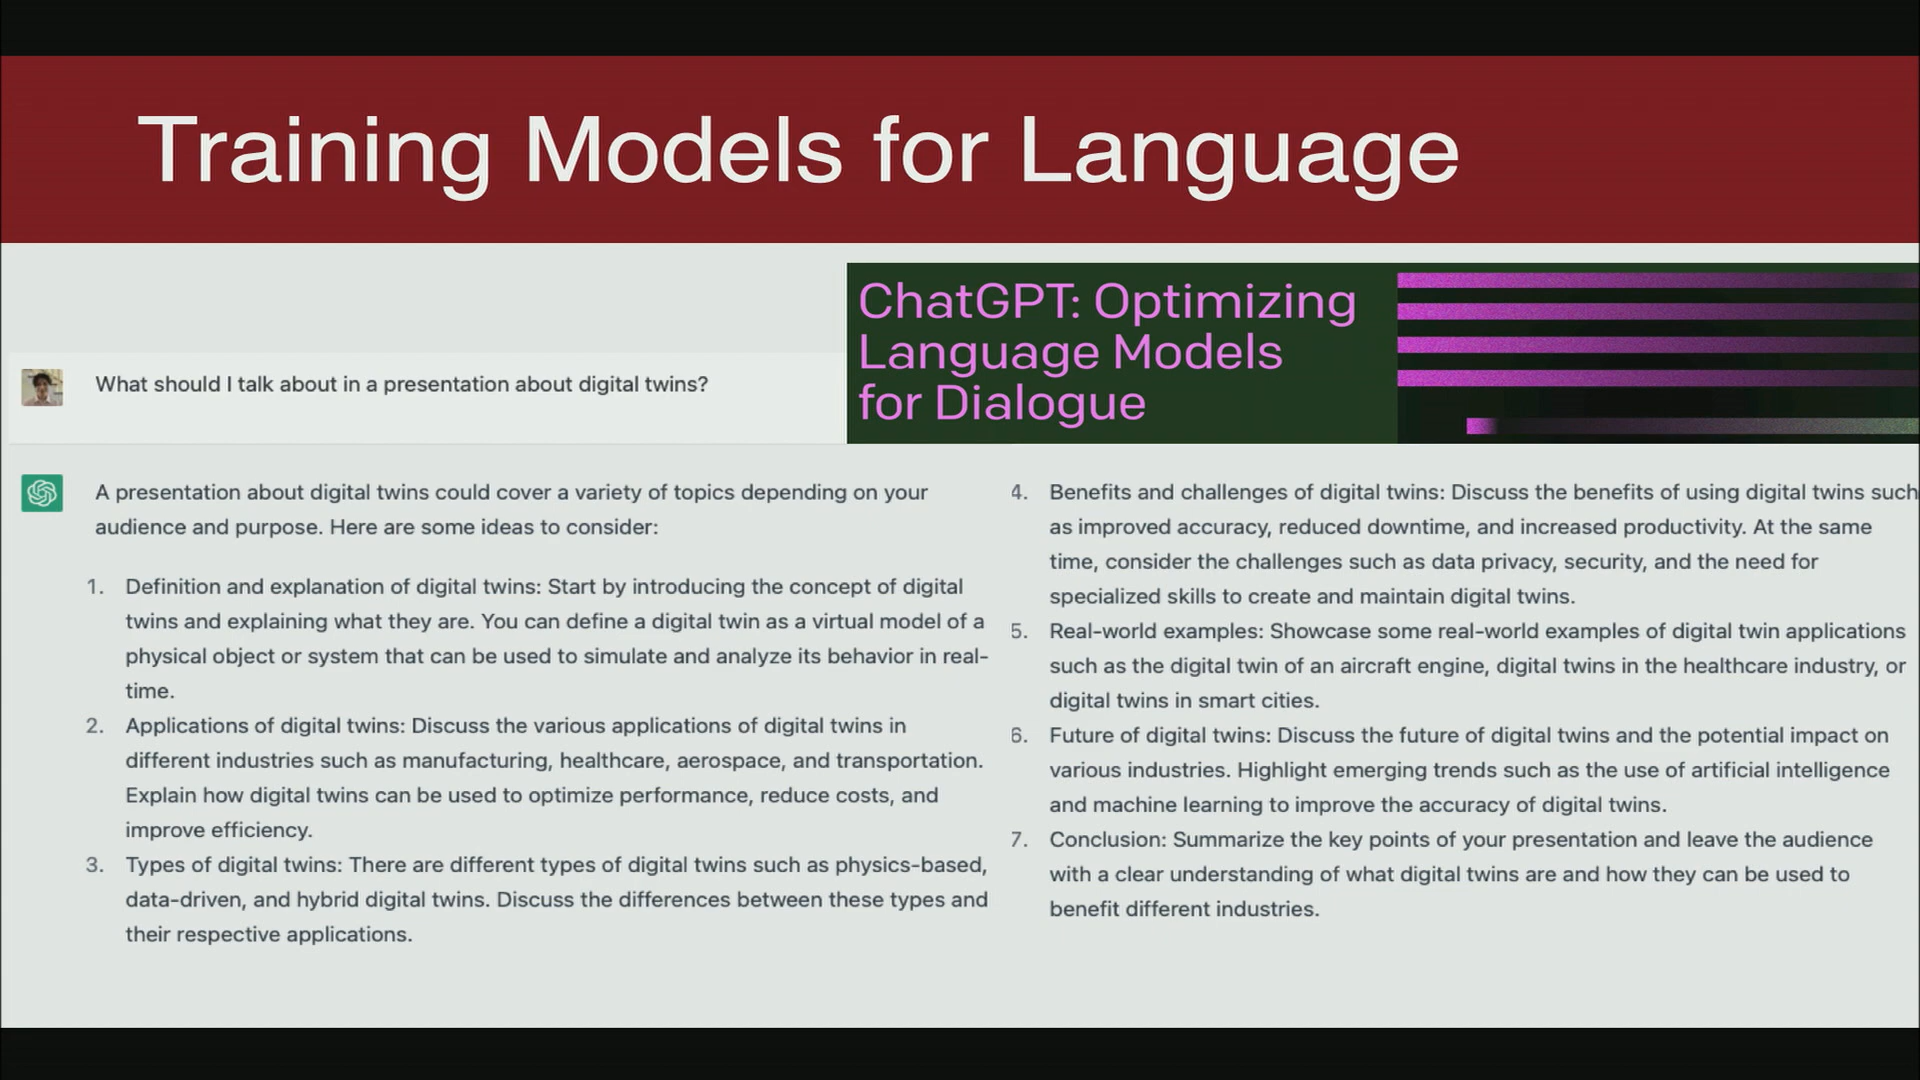 Training Models for Language
ChatGPT: Optimizing
Language Models
for Dialogue
What should I talk about in a presentation about digital twins?
A presentation about digital twins could cover a variety of topics depending on your
audience and purpose. Here are some ideas to consider:
1. Definition and explanation of digital twins: Start by introducing the concept of digital
twins and explaining what they are. You can define a digital twin as a virtual model of a
physical object or system that can be used to simulate and analyze its behavior in real-
time.
2. Applications of digital twins: Discuss the various applications of digital twins in
different industries such as manufacturing, healthcare, aerospace, and transportation.
Explain how digital twins can be used to optimize performance, reduce costs, and
improve efficiency.
3. Types of digital twins: There are different types of digital twins such as physics-based,
data-driven, and hybrid digital twins. Discuss the differences between these types and
their respective applications.
4. Benefits and challenges of digital twins: Discuss the benefits of using digital twins such
as improved accuracy, reduced downtime, and increased productivity. At the same
time, consider the challenges such as data privacy, security, and the need for
specialized skills to create and maintain digital twins.
5. Real-world examples: Showcase some real-world examples of digital twin applications
such as the digital twin of an aircraft engine, digital twins in the healthcare industry, or
digital twins in smart cities.
6. Future of digital twins: Discuss the future of digital twins and the potential impact on
various industries. Highlight emerging trends such as the use of artificial intelligence
and machine learning to improve the accuracy of digital twins.
7. Conclusion: Summarize the key points of your presentation and leave the audience
with a clear understanding of what digital twins are and how they can be used to
benefit different industries.